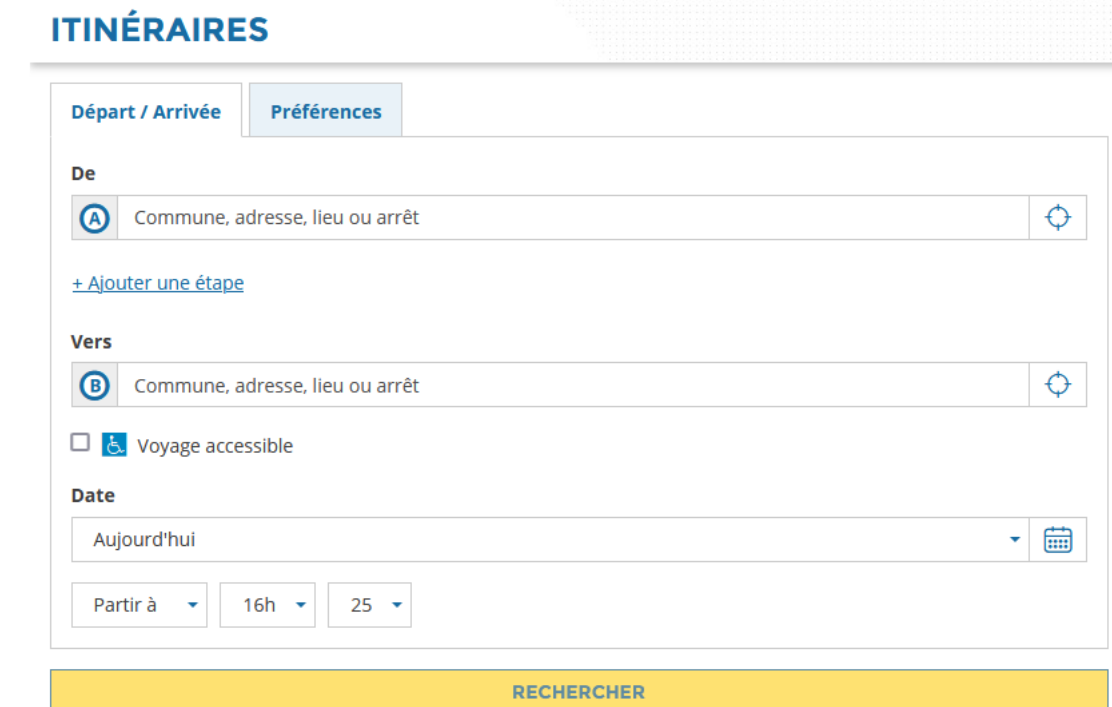 ITINÉRAIRES
Départ / Arrivée Préférences
De
A Commune, adresse, lieu ou arrêt
+ Ajouter une étape
Vers
B Commune, adresse, lieu ou arrêt
Voyage accessible
Date
Aujourd'hui
Partir à 16h 25
RECHERCHER